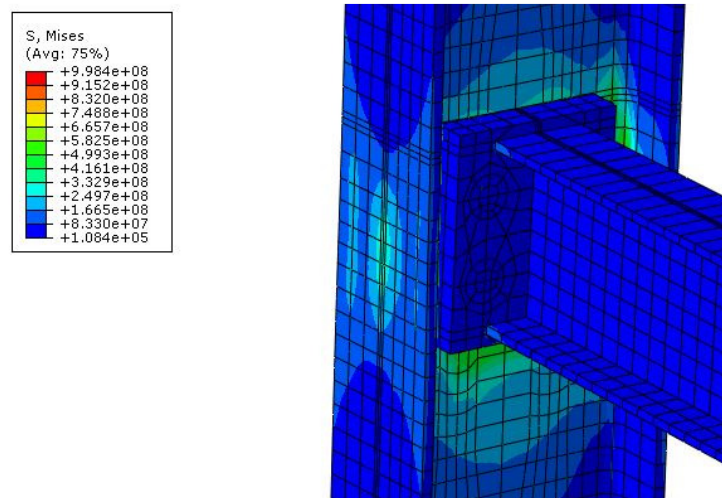 S, Mises
(Avg: 75%)
+9.984e+08
+9.152e+08
+8.320e+08
+7.488e+08
+6.657e+08
+5.825e+08
+4.993e+08
+4.161e+08
+3.329e+08
+2.497e+08
+1.665e+08
+8.330e+07
+1.084e+05